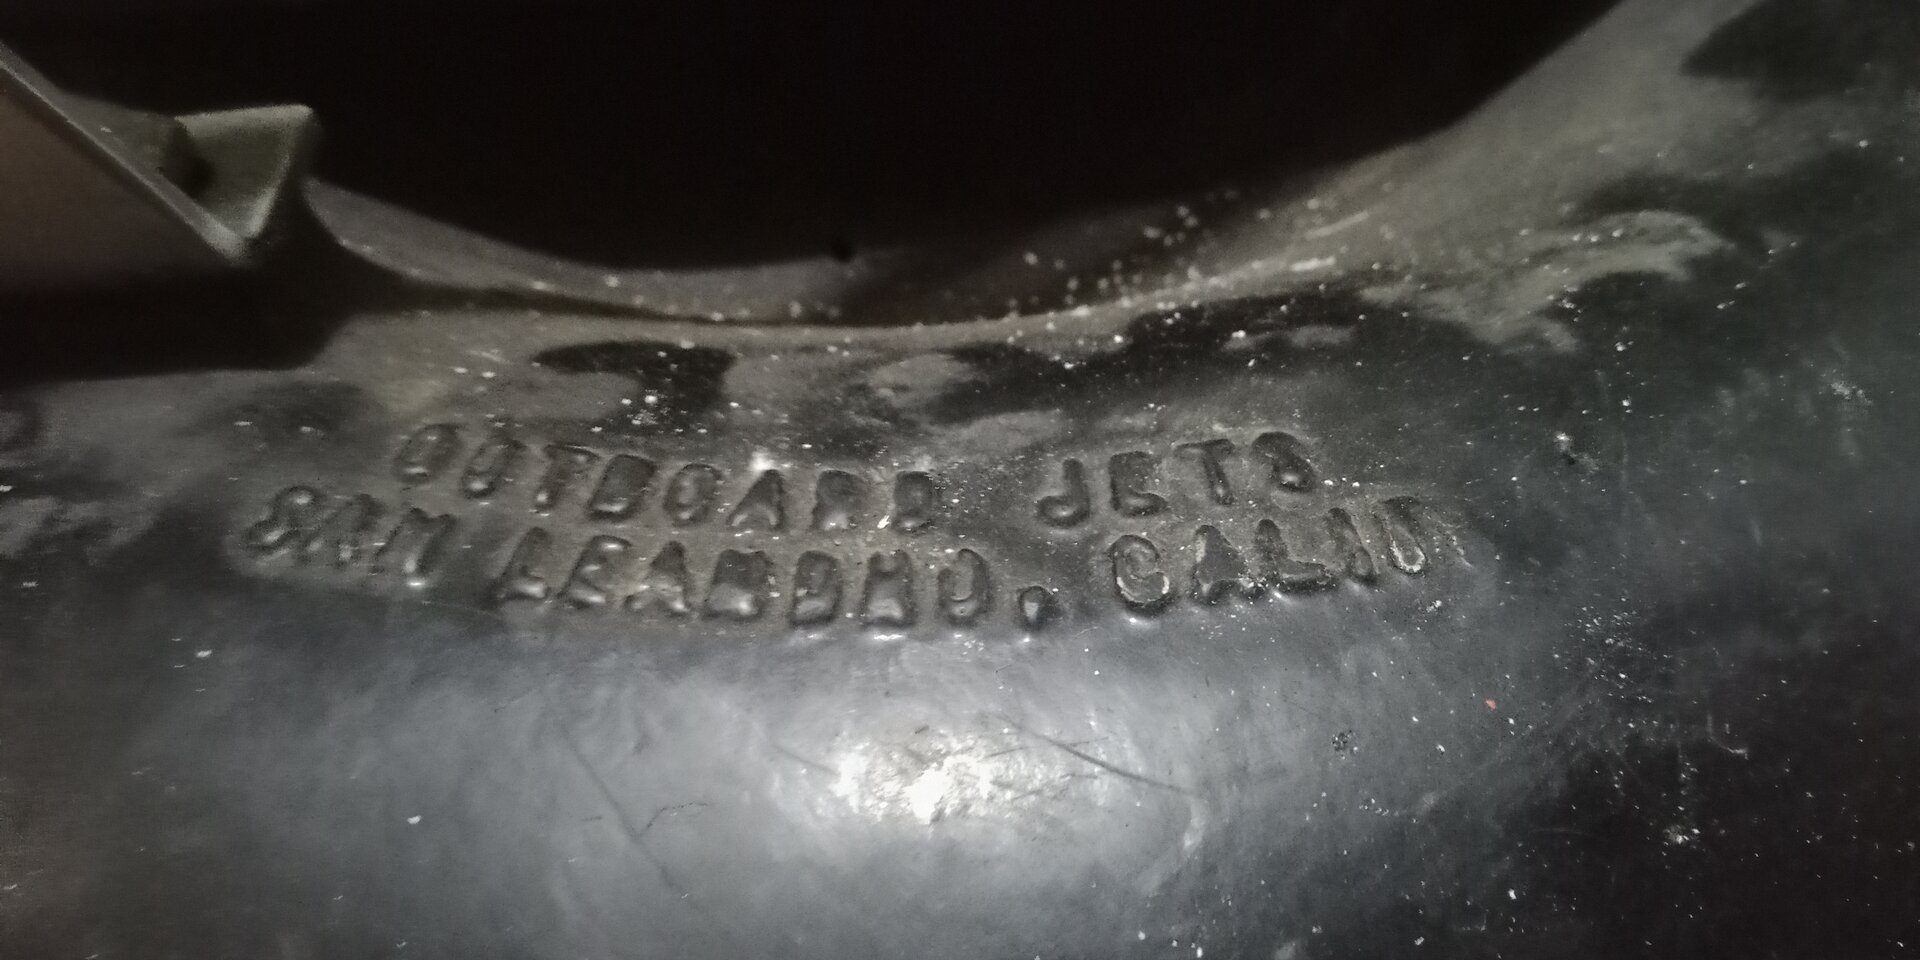 OUTBOARD JETS
SAN LEANDRO, CALIF